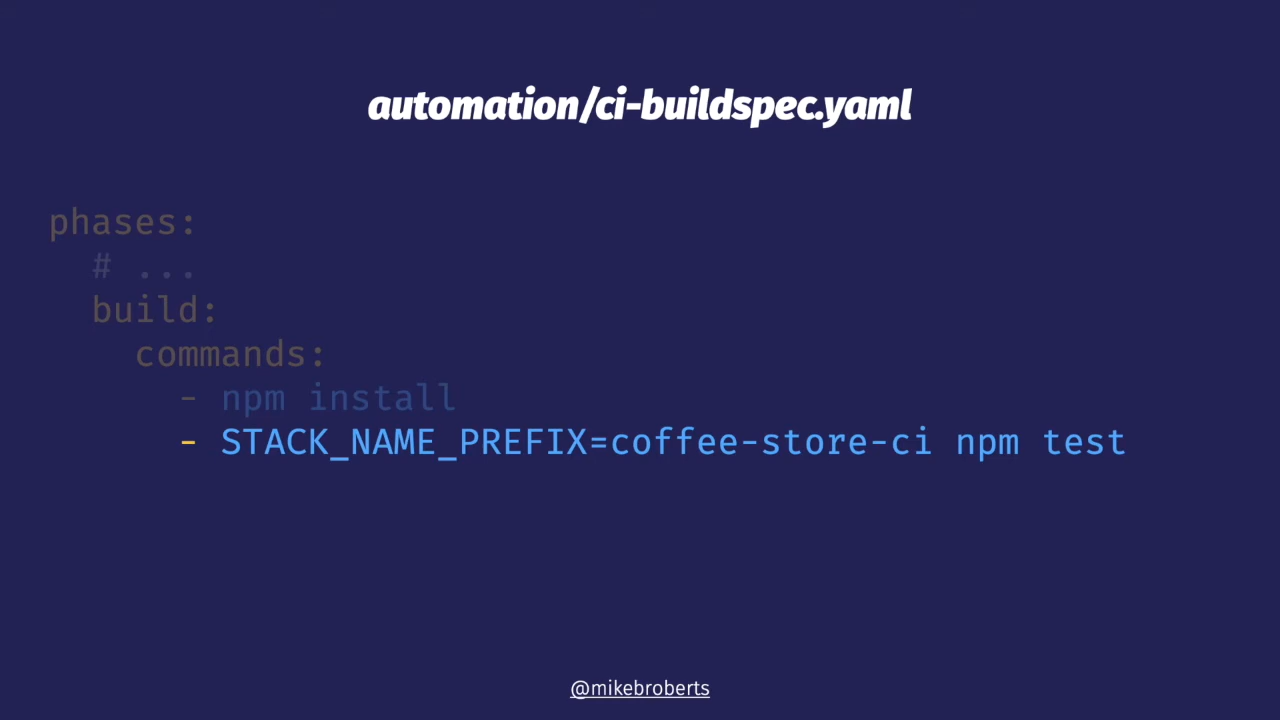 automation/ci-buildspec.yaml
phases:
  # ...
  build:
    commands:
      - npm install
      - STACK_NAME_PREFIX=coffee-store-ci npm test
@mikebroberts